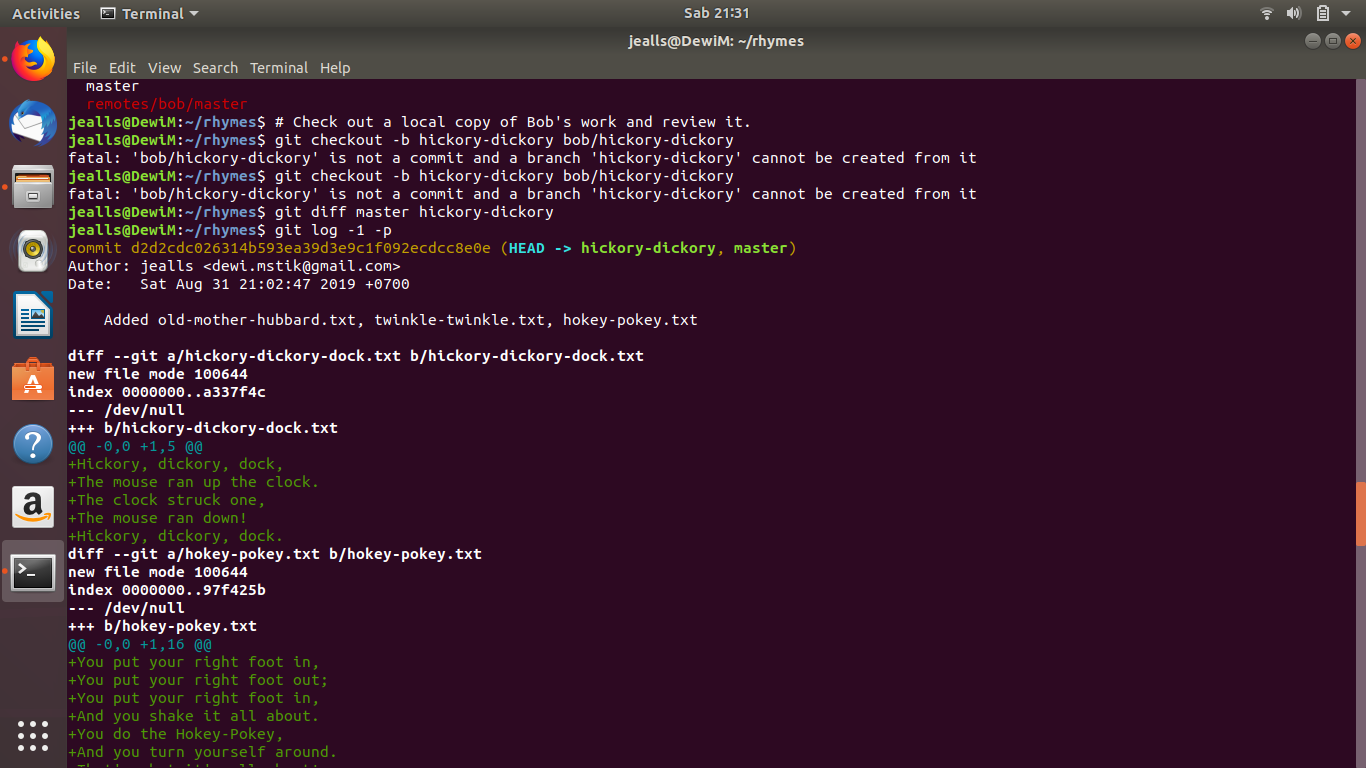 Activities Terminal Sab 21:31
jealls@DewiM: ~/rhymes
File Edit View Search Terminal Help
master
remotes/bob/master
jealls@DewiM:~/rhymes$ # Check out a local copy of Bob's work and review it.
jealls@DewiM:~/rhymes$ git checkout -b hickory-dickory bob/hickory-dickory
fatal: 'bob/hickory-dickory' is not a commit and a branch 'hickory-dickory' cannot be created from it
jealls@DewiM:~/rhymes$ git checkout -b hickory-dickory bob/hickory-dickory
fatal: 'bob/hickory-dickory' is not a commit and a branch 'hickory-dickory' cannot be created from it
jealls@DewiM:~/rhymes$ git diff master hickory-dickory
jealls@DewiM:~/rhymes$ git log -1 -p
commit d2d2cdc026314b593ea39d3e9c1f092ecdcc8e0e (HEAD -> hickory-dickory, master)
Author: jealls <dewi.mstik@gmail.com>
Date:   Sat Aug 31 21:02:47 2019 +0700
Added old-mother-hubbard.txt, twinkle-twinkle.txt, hokey-pokey.txt
diff --git a/hickory-dickory-dock.txt b/hickory-dickory-dock.txt
new file mode 100644
index 0000000..a337f4c
--- /dev/null
+++ b/hickory-dickory-dock.txt
@@ -0,0 +1,5 @@
+Hickory, dickory, dock,
+The mouse ran up the clock.
+The clock struck one,
+The mouse ran down!
+Hickory, dickory, dock.
diff --git a/hokey-pokey.txt b/hokey-pokey.txt
new file mode 100644
index 0000000..97f425b
--- /dev/null
+++ b/hokey-pokey.txt
@@ -0,0 +1,16 @@
+You put your right foot in,
+You put your right foot out;
+You put your right foot in,
+And you shake it all about.
+You do the Hokey-Pokey,
+And you turn yourself around.